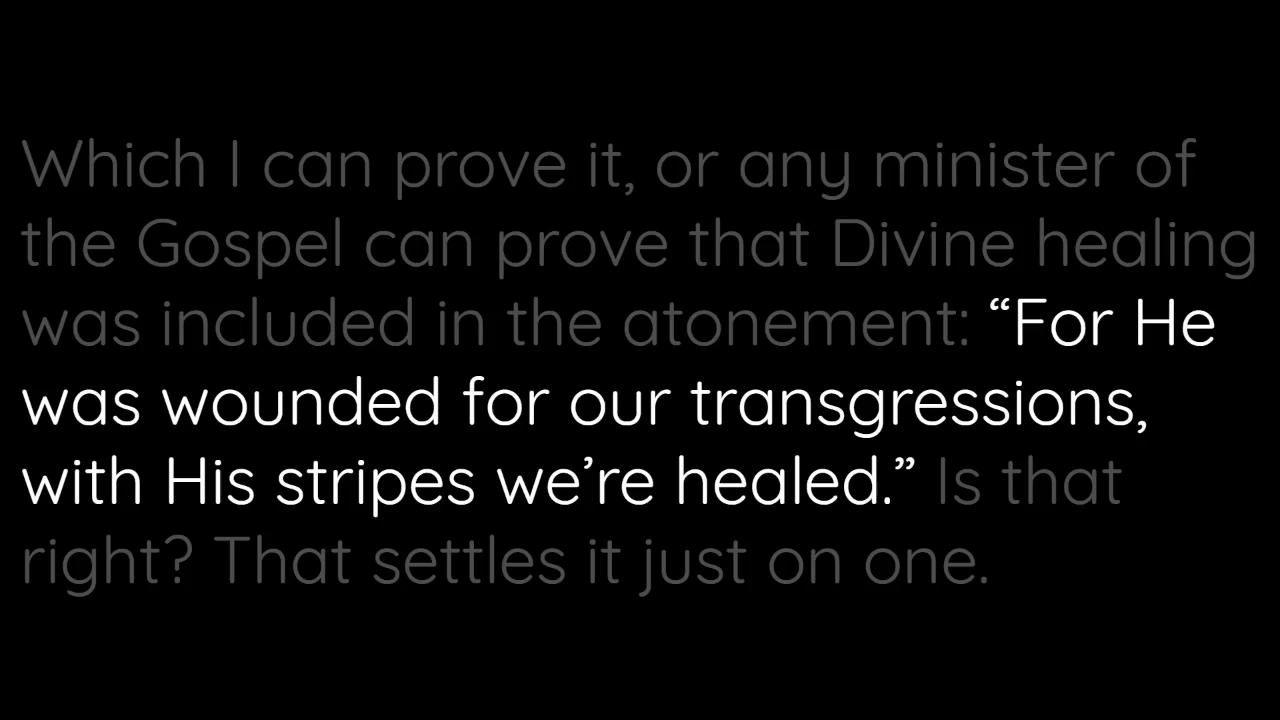 Which I can prove it, or any minister of
the Gospel can prove that Divine healing
was included in the atonement: “For He
was wounded for our transgressions,
with His stripes we’re healed.” Is that
right? That settles it just on one.